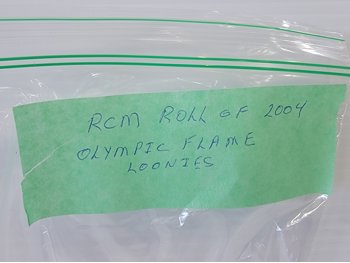 RCM ROLL OF 2004
OLYMPIC FLAME
LOONIES